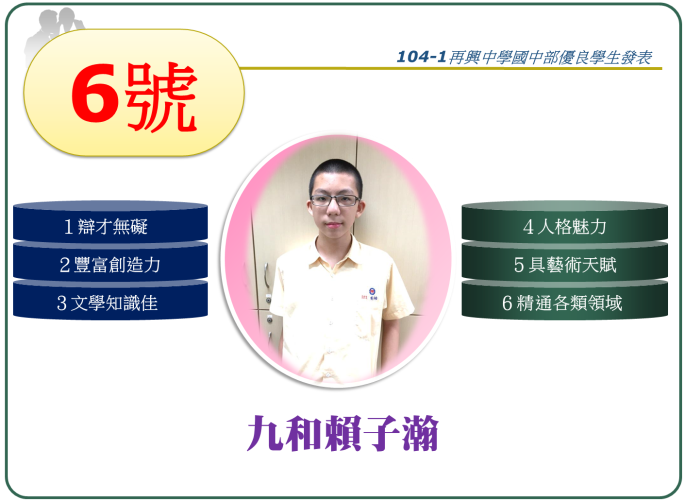 104-1再興中學國中部優良學生發表
6號
1辯才無礙
2豐富創造力
3文學知識佳
4人格魅力
5具藝術天賦
6精通各類領域
九和賴子瀚